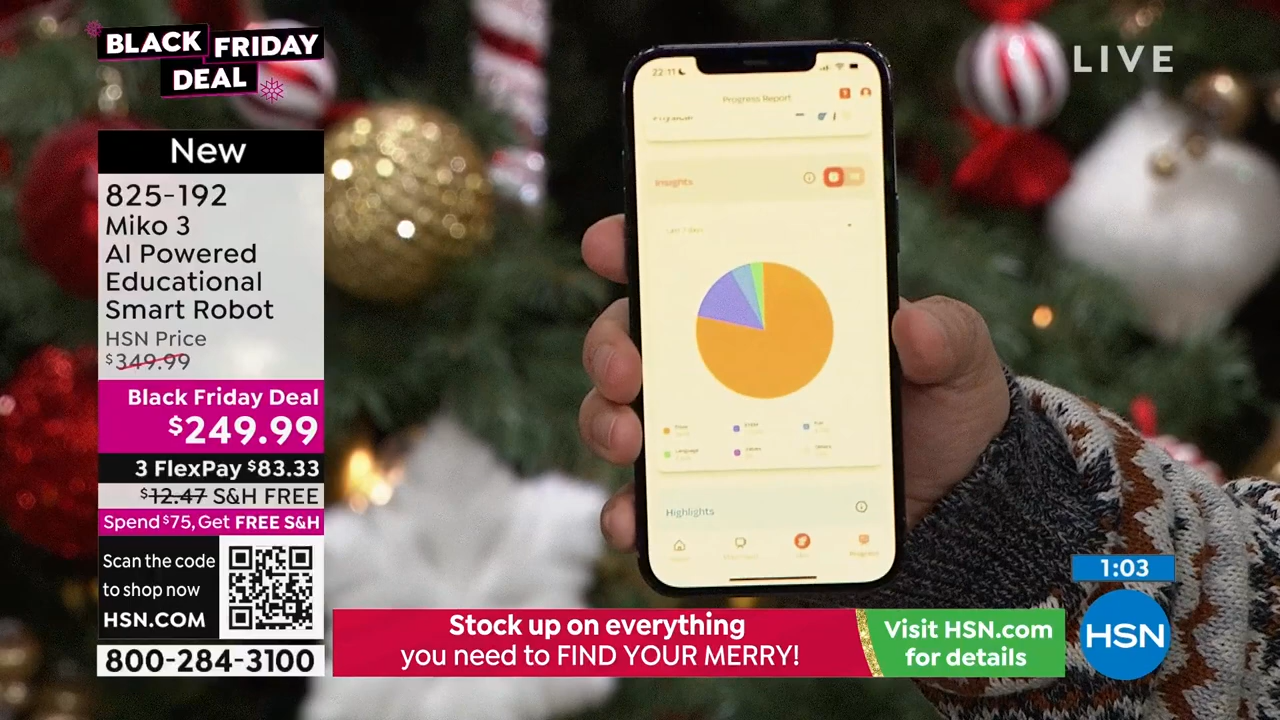 BLACK FRIDAY
DEAL
LIVE
New
825-192
Miko 3
AI Powered
Educational
Smart Robot
HSN Price
$349.99
Black Friday Deal
$249.99
3 FlexPay $83.33
$12.47 S&H FREE
Spend $75, Get FREE S&H
Scan the code
to shop now
HSN.COM
800-284-3100
22:11
Progress Report
Insights
Language
Highlights
Stock up on everything
you need to FIND YOUR MERRY!
Visit HSN.com
for details
1:03
HSN